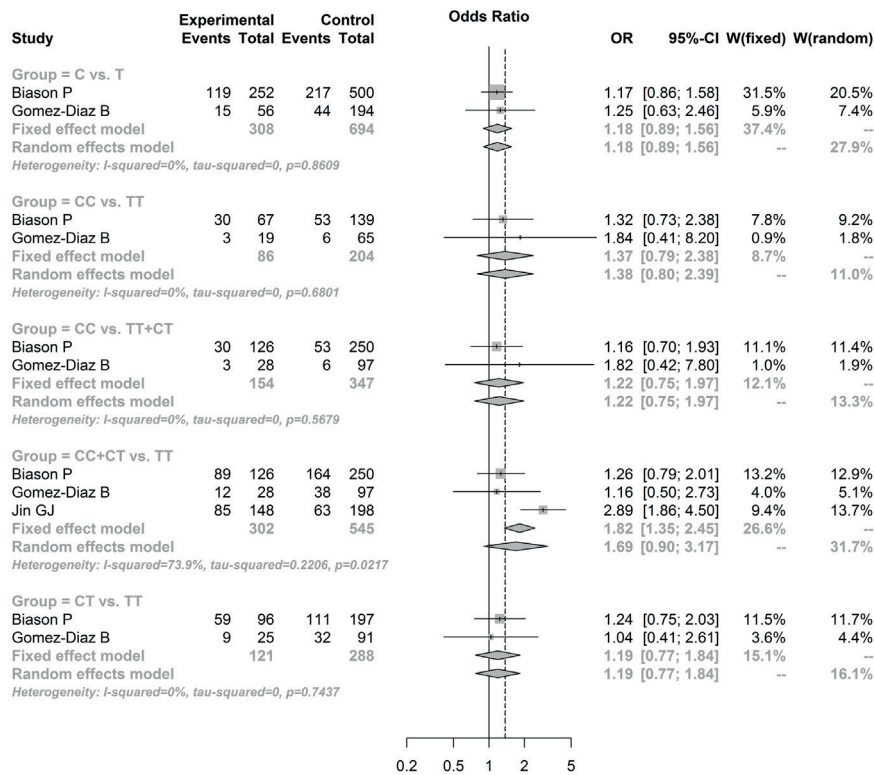 Experimental Control Odds Ratio
Study Events Total Events Total OR 95%-CI W(fixed) W(random)
Group = C vs. T
Biason P 119 252 217 500 1.17 [0.86; 1.58] 31.5% 20.5%
Gomez-Diaz B 15 56 44 194 1.25 [0.63; 2.46] 5.9% 7.4%
Fixed effect model 308 694 1.18 [0.89; 1.56] 37.4% --
Random effects model 1.18 [0.89; 1.56] -- 27.9%
Heterogeneity: I-squared=0%, tau-squared=0, p=0.8609
Group = CC vs. TT
Biason P 30 67 53 139 1.32 [0.73; 2.38] 7.8% 9.2%
Gomez-Diaz B 3 19 6 65 1.84 [0.41; 8.20] 0.9% 1.8%
Fixed effect model 86 204 1.37 [0.79; 2.38] 8.7% --
Random effects model 1.38 [0.80; 2.39] -- 11.0%
Heterogeneity: I-squared=0%, tau-squared=0, p=0.6801
Group = CC vs. TT+CT
Biason P 30 126 53 250 1.16 [0.70; 1.93] 11.1% 11.4%
Gomez-Diaz B 3 28 6 97 1.82 [0.42; 7.80] 1.0% 1.9%
Fixed effect model 154 347 1.22 [0.75; 1.97] 12.1% --
Random effects model 1.22 [0.75; 1.97] -- 13.3%
Heterogeneity: I-squared=0%, tau-squared=0, p=0.5679
Group = CC+CT vs. TT
Biason P 89 126 164 250 1.26 [0.79; 2.01] 13.2% 12.9%
Gomez-Diaz B 12 28 38 97 1.16 [0.50; 2.73] 4.0% 5.1%
Jin GJ 85 148 63 198 2.89 [1.86; 4.50] 9.4% 13.7%
Fixed effect model 302 545 1.82 [1.35; 2.45] 26.6% --
Random effects model 1.69 [0.90; 3.17] -- 31.7%
Heterogeneity: I-squared=73.9%, tau-squared=0.2206, p=0.0217
Group = CT vs. TT
Biason P 59 96 111 197 1.24 [0.75; 2.03] 11.5% 11.7%
Gomez-Diaz B 9 25 32 91 1.04 [0.41; 2.61] 3.6% 4.4%
Fixed effect model 121 288 1.19 [0.77; 1.84] 15.1% --
Random effects model 1.19 [0.77; 1.84] -- 16.1%
Heterogeneity: I-squared=0%, tau-squared=0, p=0.7437
0.2 0.5 1 2 5